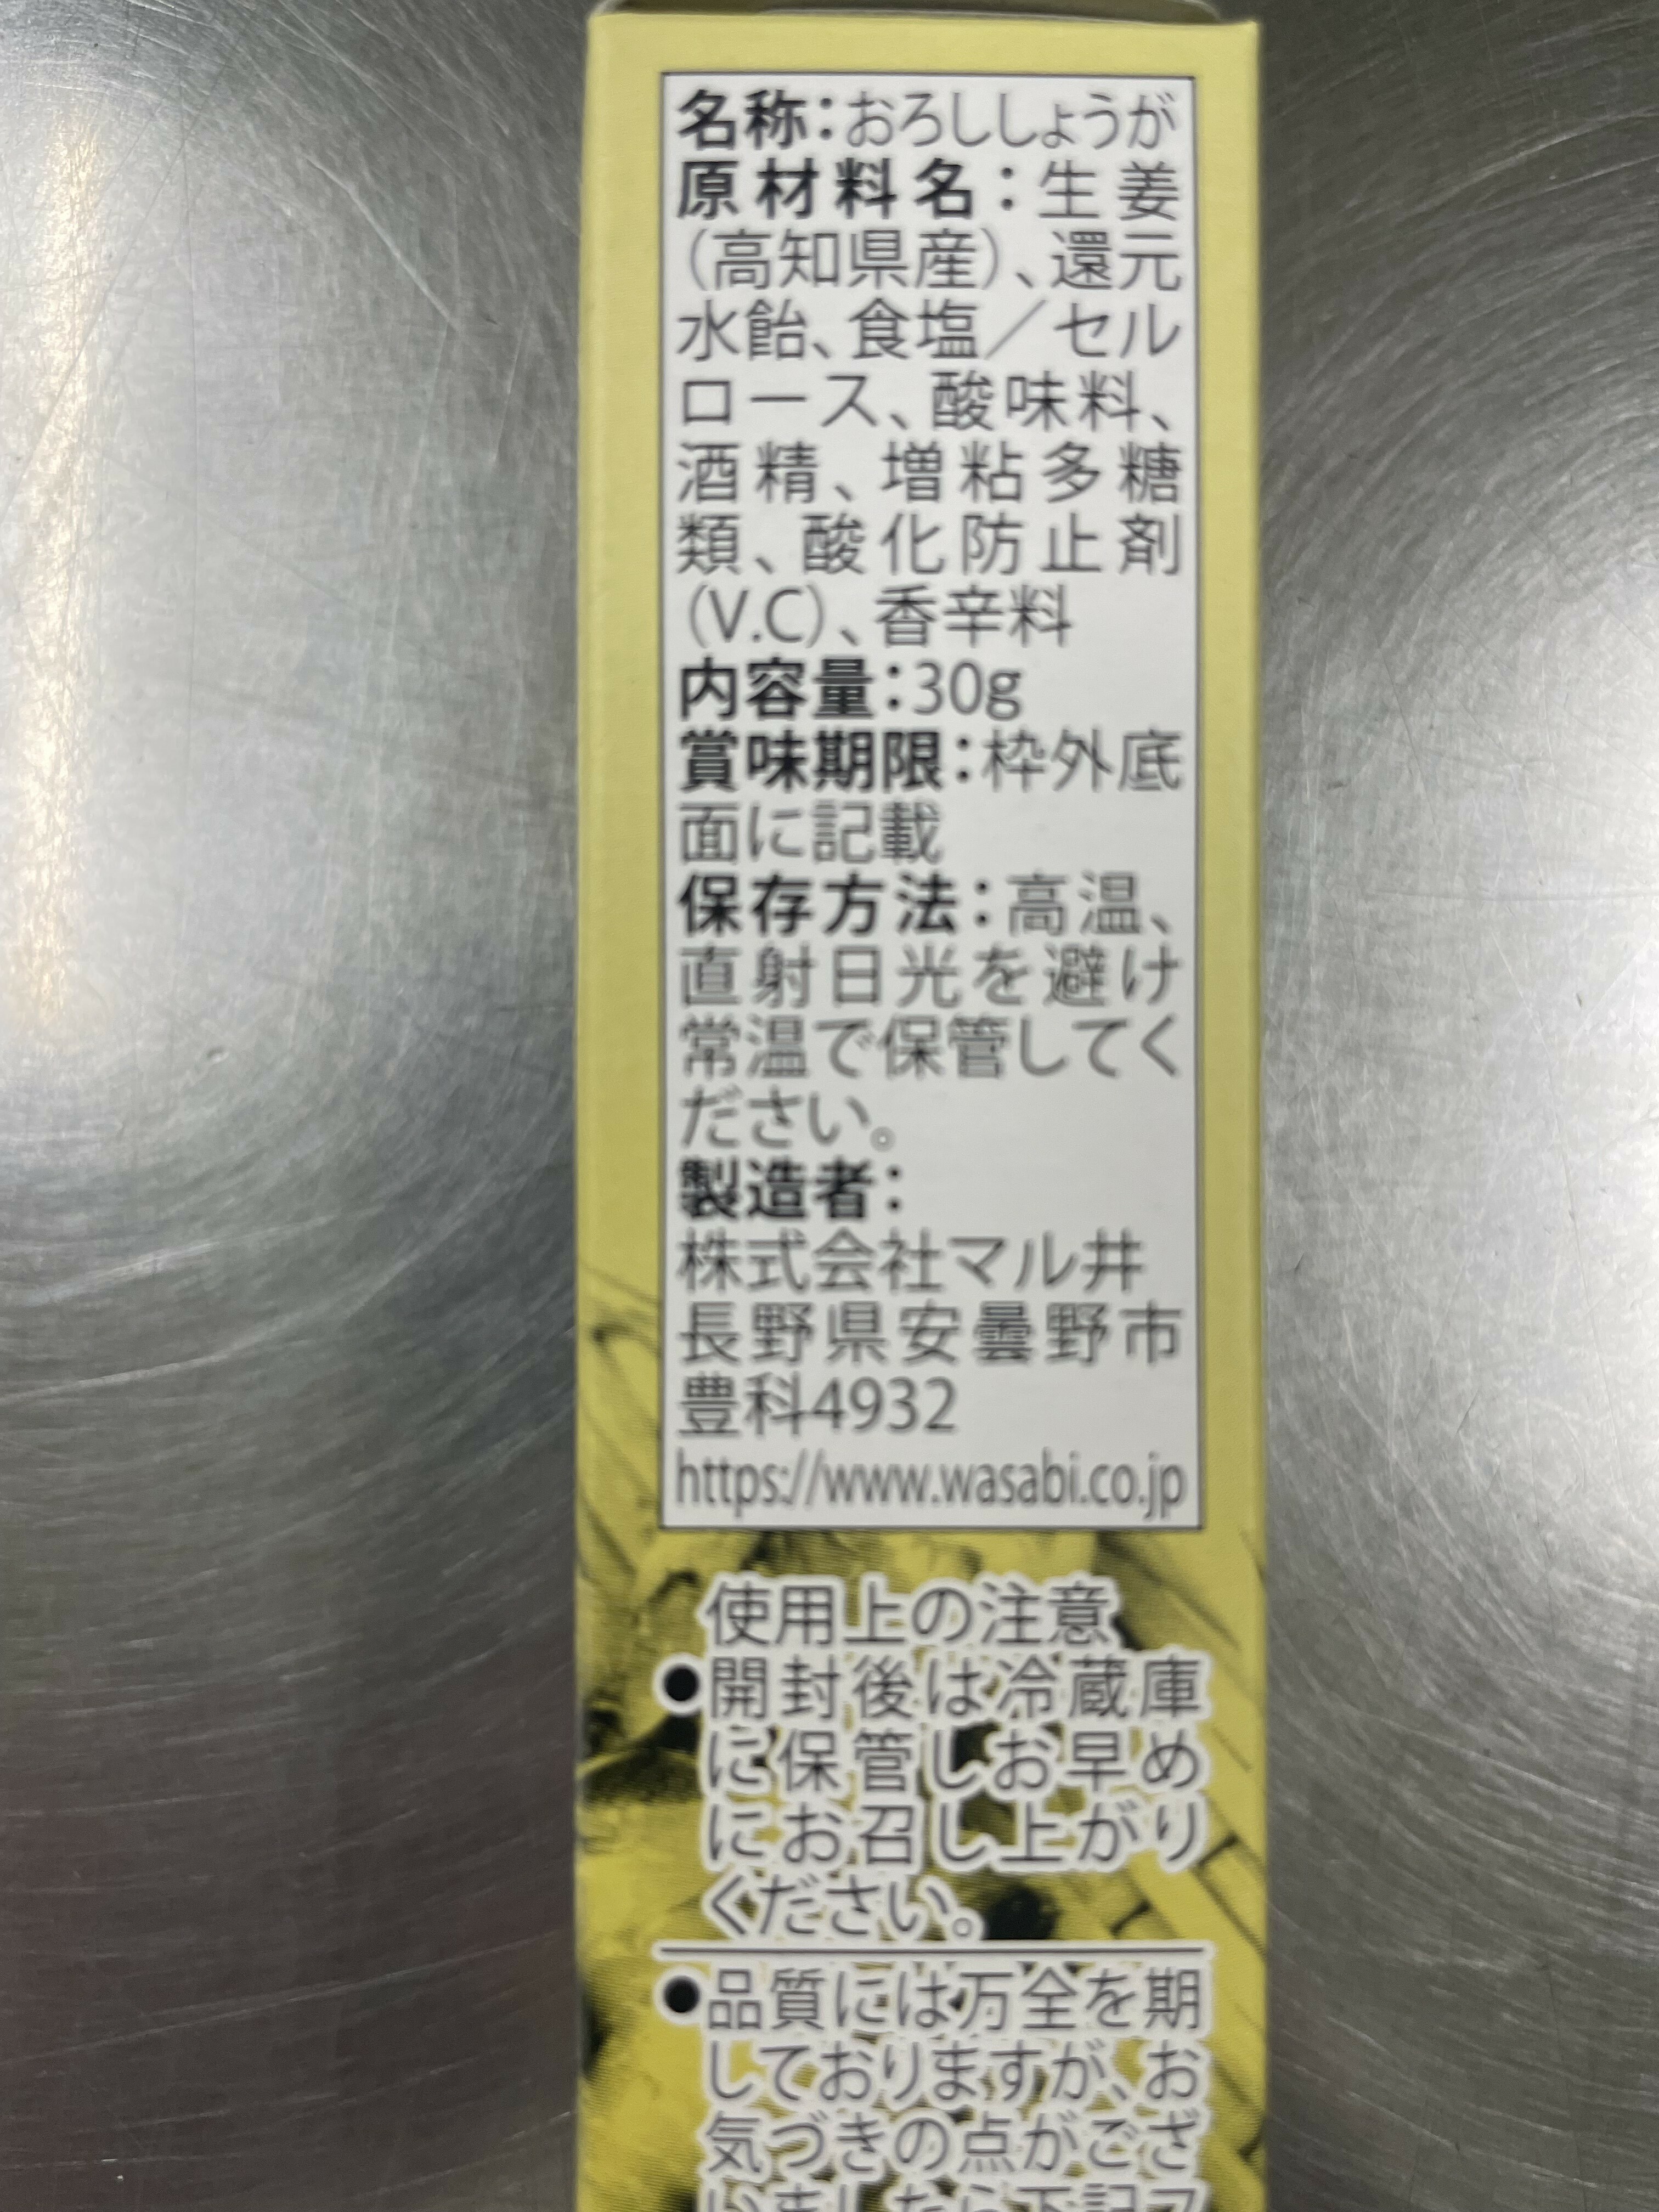 名称：おろししょうが
原材料名：生姜
（高知県産）、還元
水飴、食塩／セル
ロース、酸味料、
酒精、増粘多糖
類、酸化防止剤
（V.C）、香辛料
内容量：30g
賞味期限：枠外底
面に記載
保存方法：高温、
直射日光を避け
常温で保管してく
ださい。
製造者：
株式会社マル井
長野県安曇野市
豊科4932
https://www.wasabi.co.jp
使用上の注意
●開封後は冷蔵庫
に保管しお早め
にお召し上がり
ください。
●品質には万全を期
しておりますが、お
気づきの点がござ
いましたら下記フ